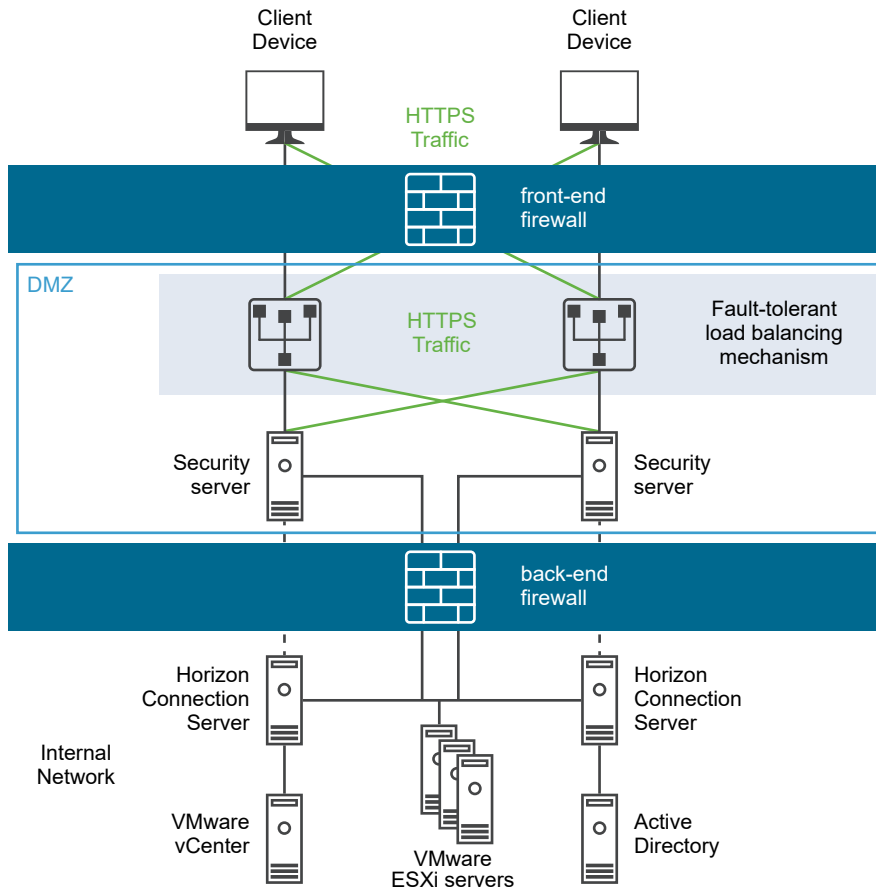 Client
Device
Client
Device
HTTPS
Traffic
front-end
firewall
DMZ
HTTPS
Traffic
Fault-tolerant
load balancing
mechanism
Security
server
Security
server
back-end
firewall
Horizon
Connection
Server
Horizon
Connection
Server
Internal
Network
VMware
vCenter
VMware
ESXi servers
Active
Directory